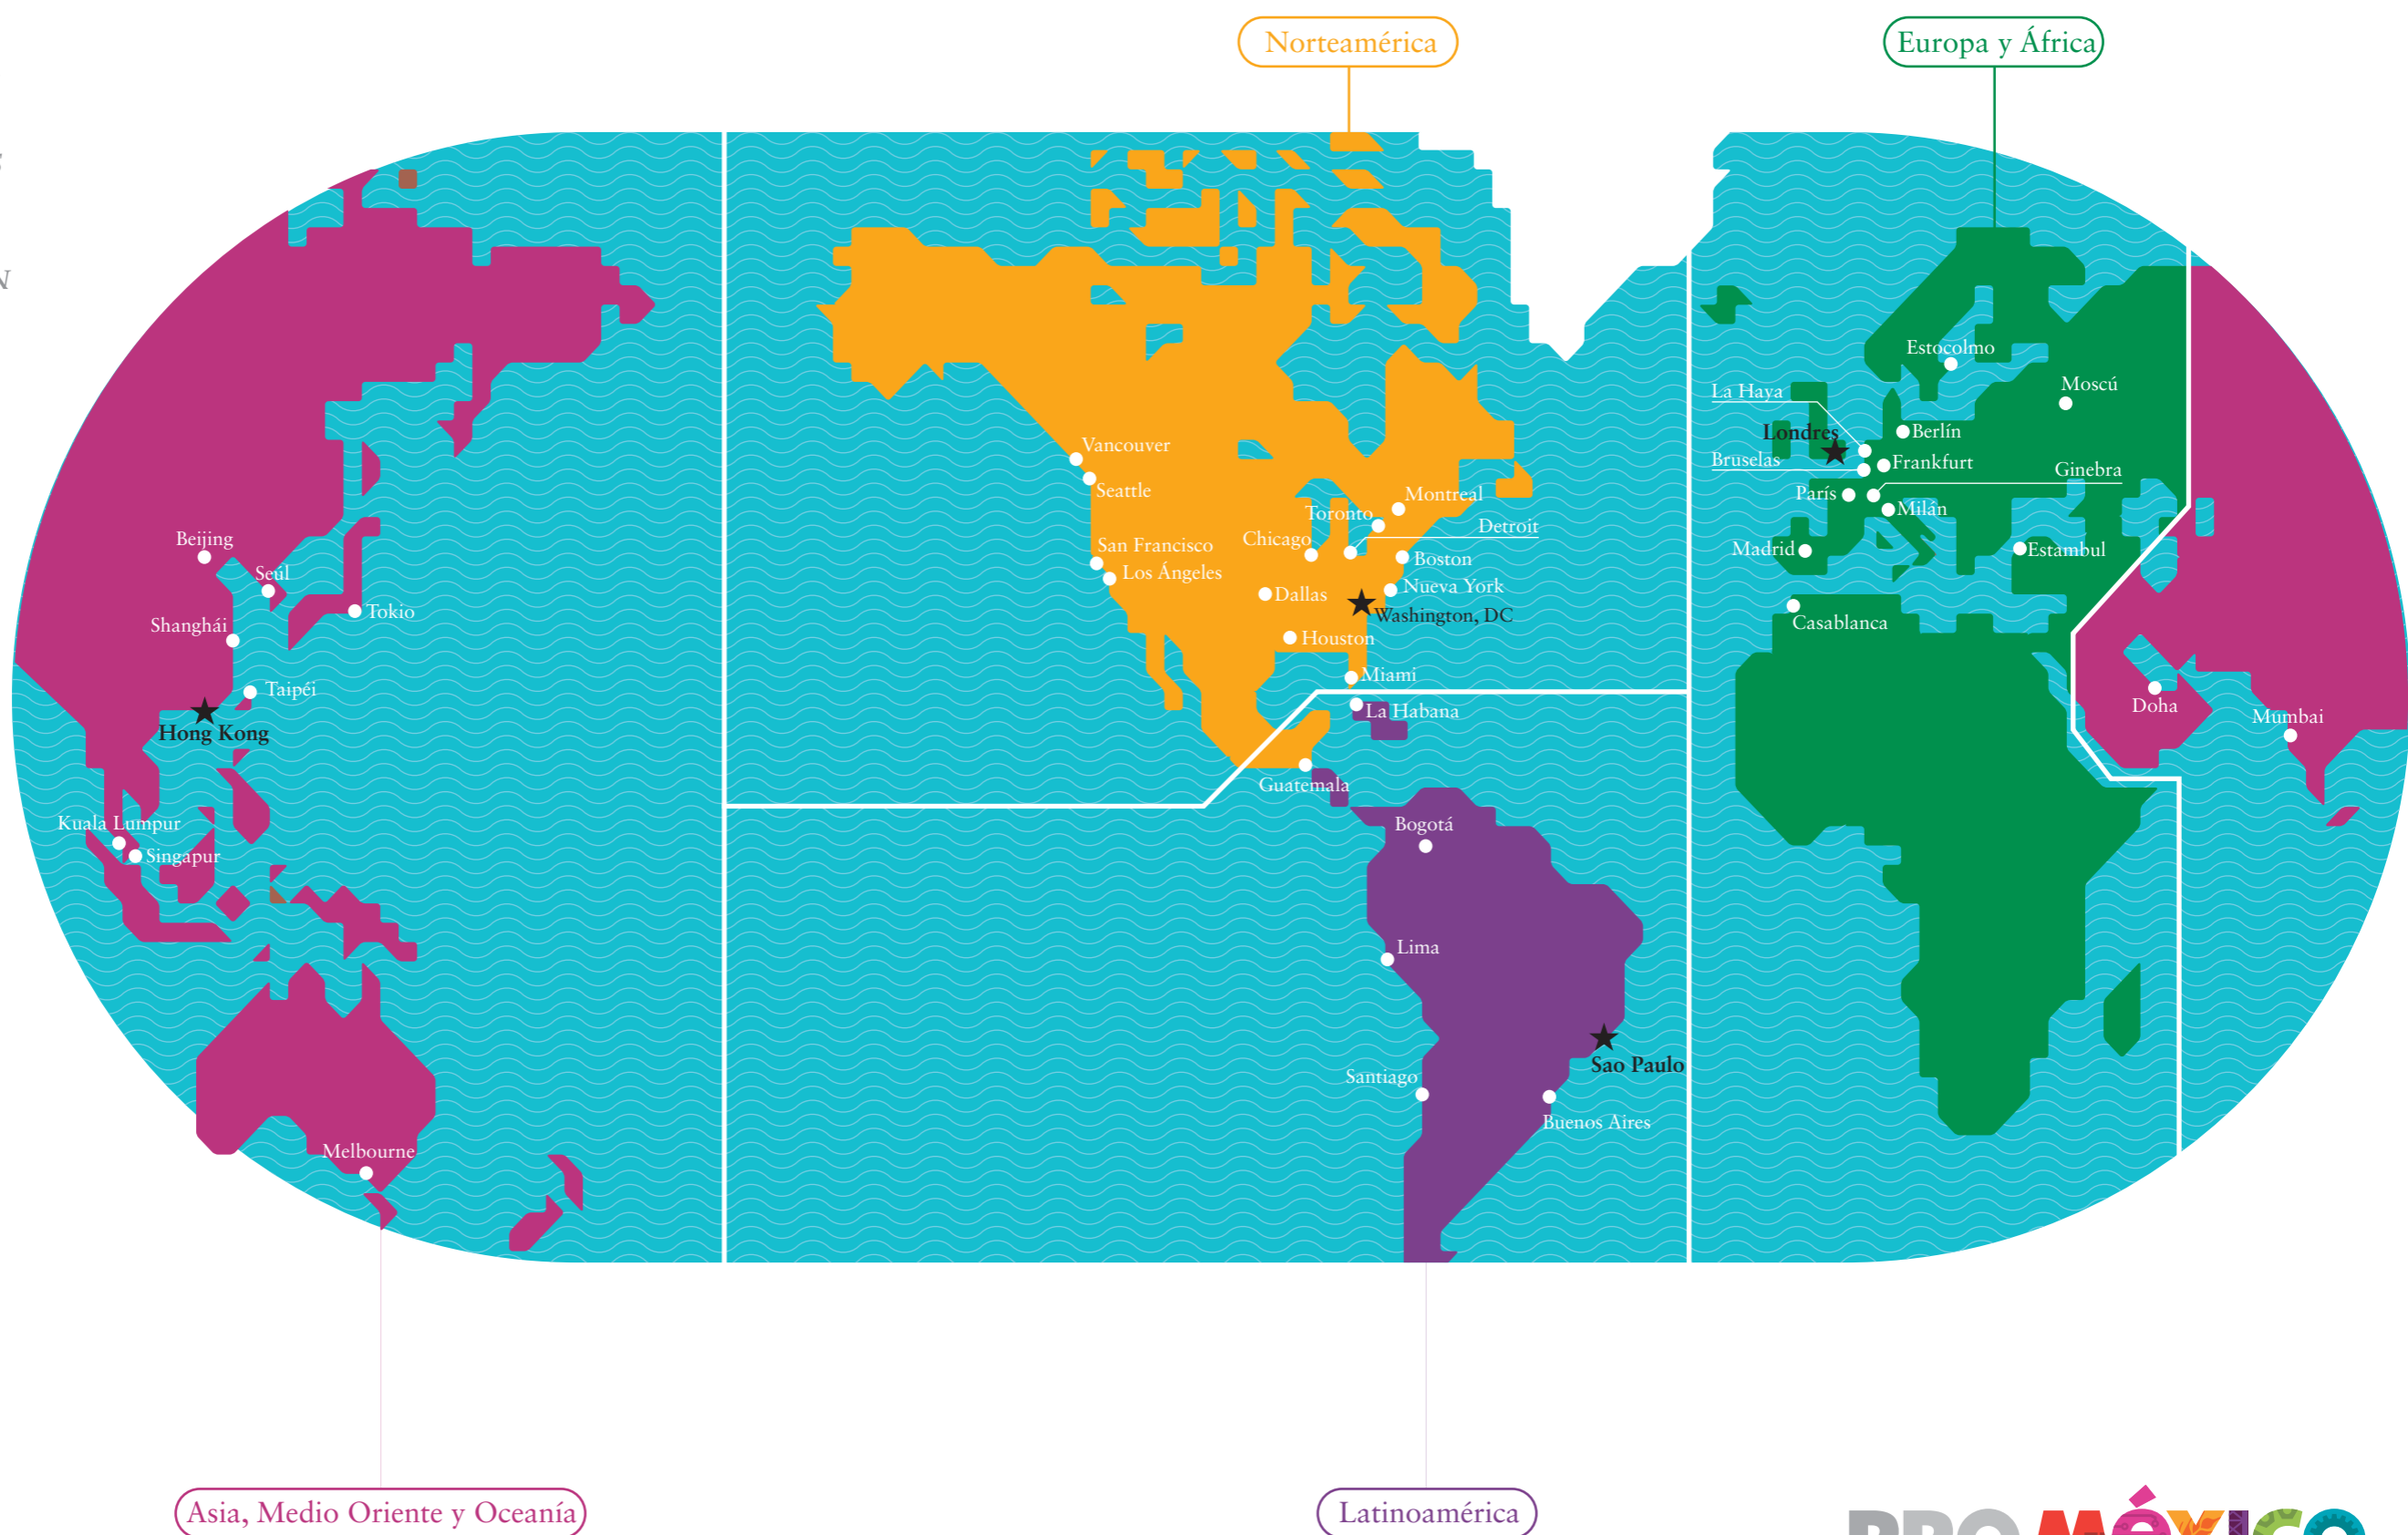 Norteamérica
Europa y África
Estocolmo
Moscú
La Haya
Londres
Berlín
Bruselas
Frankfurt
Ginebra
París
Milán
Madrid
Estambul
Casablanca
Vancouver
Seattle
Montreal
Toronto
Detroit
Chicago
San Francisco
Boston
Los Ángeles
Dallas
Nueva York
Washington, DC
Houston
Miami
La Habana
Guatemala
Beijing
Seúl
Tokio
Shanghái
Taipéi
Hong Kong
Kuala Lumpur
Singapur
Doha
Mumbai
Bogotá
Lima
Sao Paulo
Santiago
Buenos Aires
Melbourne
Asia, Medio Oriente y Oceanía
Latinoamérica
PRO MÉXICO